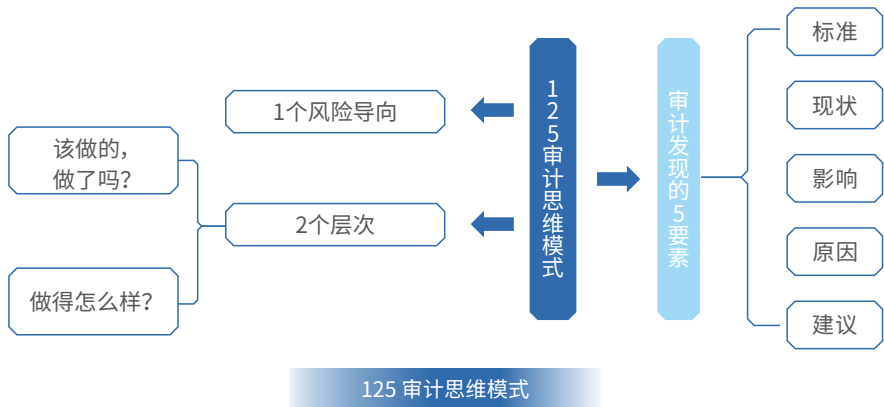 1个风险导向
该做的，
做了吗？
2个层次
做得怎么样？
125审计思维模式
审计发现的5要素
标准
现状
影响
原因
建议
125 审计思维模式